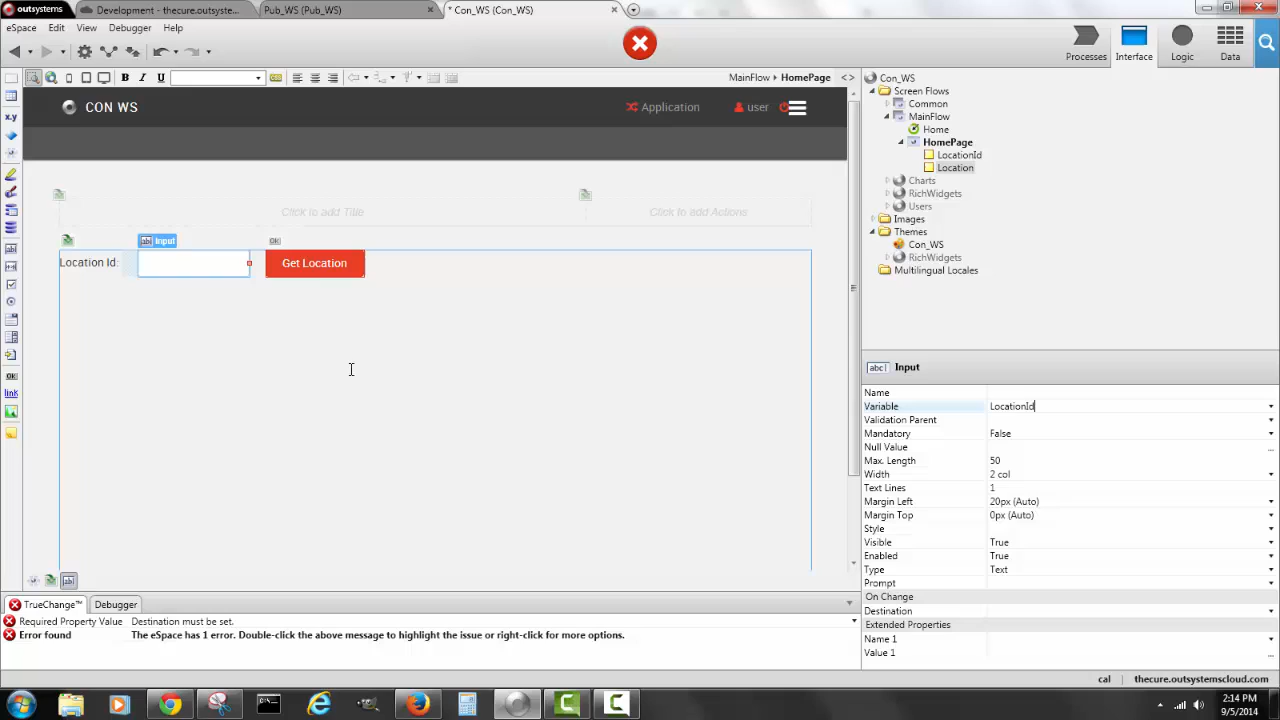 outsystems
Development - thecure.outsystem...
Pub_WS (Pub_WS)
* Con_WS (Con_WS)
eSpace Edit View Debugger Help
Processes Interface Logic Data
B I U
MainFlow ▸ HomePage <>
CON WS
Application user
Click to add Title
Click to add Actions
Input
Ok
Location Id:
Get Location
x.y
abc
Ok
link
Con_WS
Screen Flows
Common
MainFlow
Home
HomePage
LocationId
Location
Charts
RichWidgets
Users
Images
Themes
Con_WS
RichWidgets
Multilingual Locales
abc Input
Name
Variable LocationId
Validation Parent
Mandatory False
Null Value ...
Max. Length 50
Width 2 col
Text Lines 1
Margin Left 20px (Auto)
Margin Top 0px (Auto)
Style
Visible True
Enabled True
Type Text
Prompt
On Change
Destination
Extended Properties
Name 1
Value 1 ...
TrueChange™ Debugger
Required Property Value Destination must be set.
Error found The eSpace has 1 error. Double-click the above message to highlight the issue or right-click for more options.
cal thecure.outsystemscloud.com
2:14 PM
9/5/2014